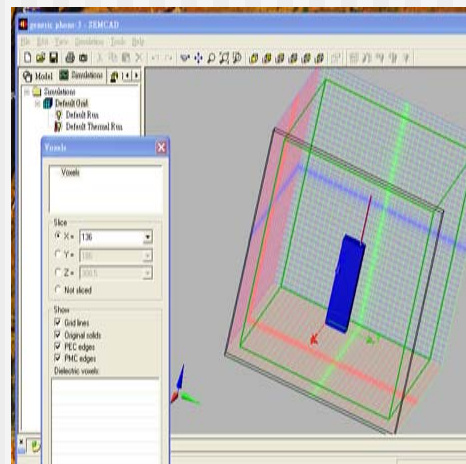 generic phone-3 - SEMCAD
File Edit View Simulation Tools Help
Model Simulations
Simulations
Default Grid
Default Run
Default Thermal Run
Voxels
Voxels
Slice
X = 136
Y =
Z =
Not sliced
Show
Grid lines
Original solids
PEC edges
PMC edges
Dielectric voxels: